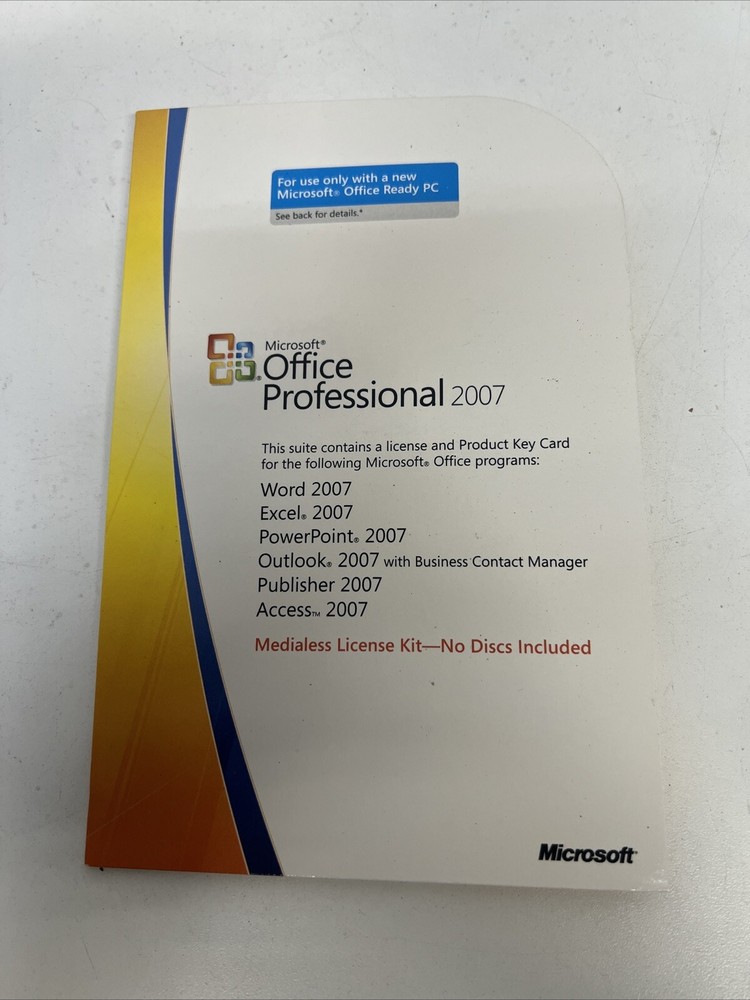 For use only with a new
Microsoft® Office Ready PC
See back for details.*
Microsoft®
Office
Professional 2007
This suite contains a license and Product Key Card
for the following Microsoft® Office programs:
Word 2007
Excel® 2007
PowerPoint® 2007
Outlook® 2007 with Business Contact Manager
Publisher 2007
Access™ 2007
Medialess License Kit—No Discs Included
Microsoft®